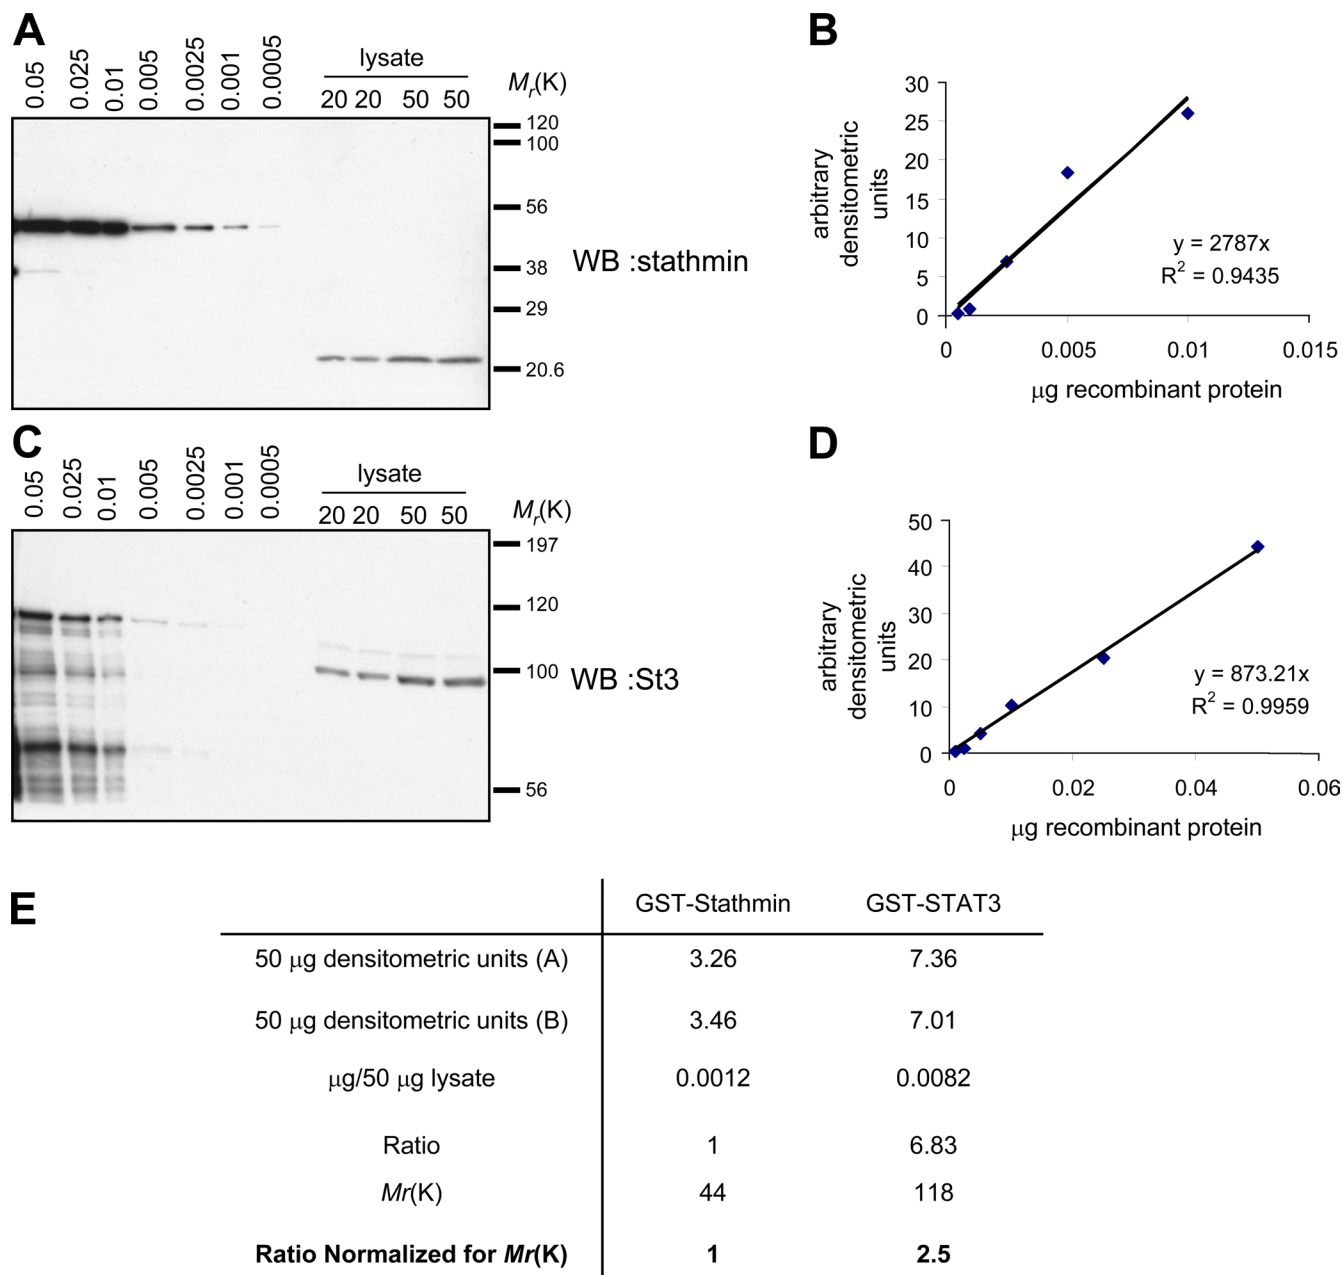 A
0.05 0.025 0.01 0.005 0.0025 0.001 0.0005
lysate
20 20 50 50
Mr(K)
120
100
56
38
29
20.6
WB :stathmin
B
arbitrary
densitometric
units
30
25
20
15
10
5
0
y = 2787x
R² = 0.9435
0 0.005 0.01 0.015
μg recombinant protein
C
0.05 0.025 0.01 0.005 0.0025 0.001 0.0005
lysate
20 20 50 50
Mr(K)
197
120
100
56
WB :St3
D
arbitrary
densitometric
units
50
40
30
20
10
0
y = 873.21x
R² = 0.9959
0 0.02 0.04 0.06
μg recombinant protein
E
GST-Stathmin GST-STAT3
50 μg densitometric units (A) 3.26 7.36
50 μg densitometric units (B) 3.46 7.01
μg/50 μg lysate 0.0012 0.0082
Ratio 1 6.83
Mr(K) 44 118
Ratio Normalized for Mr(K) 1 2.5